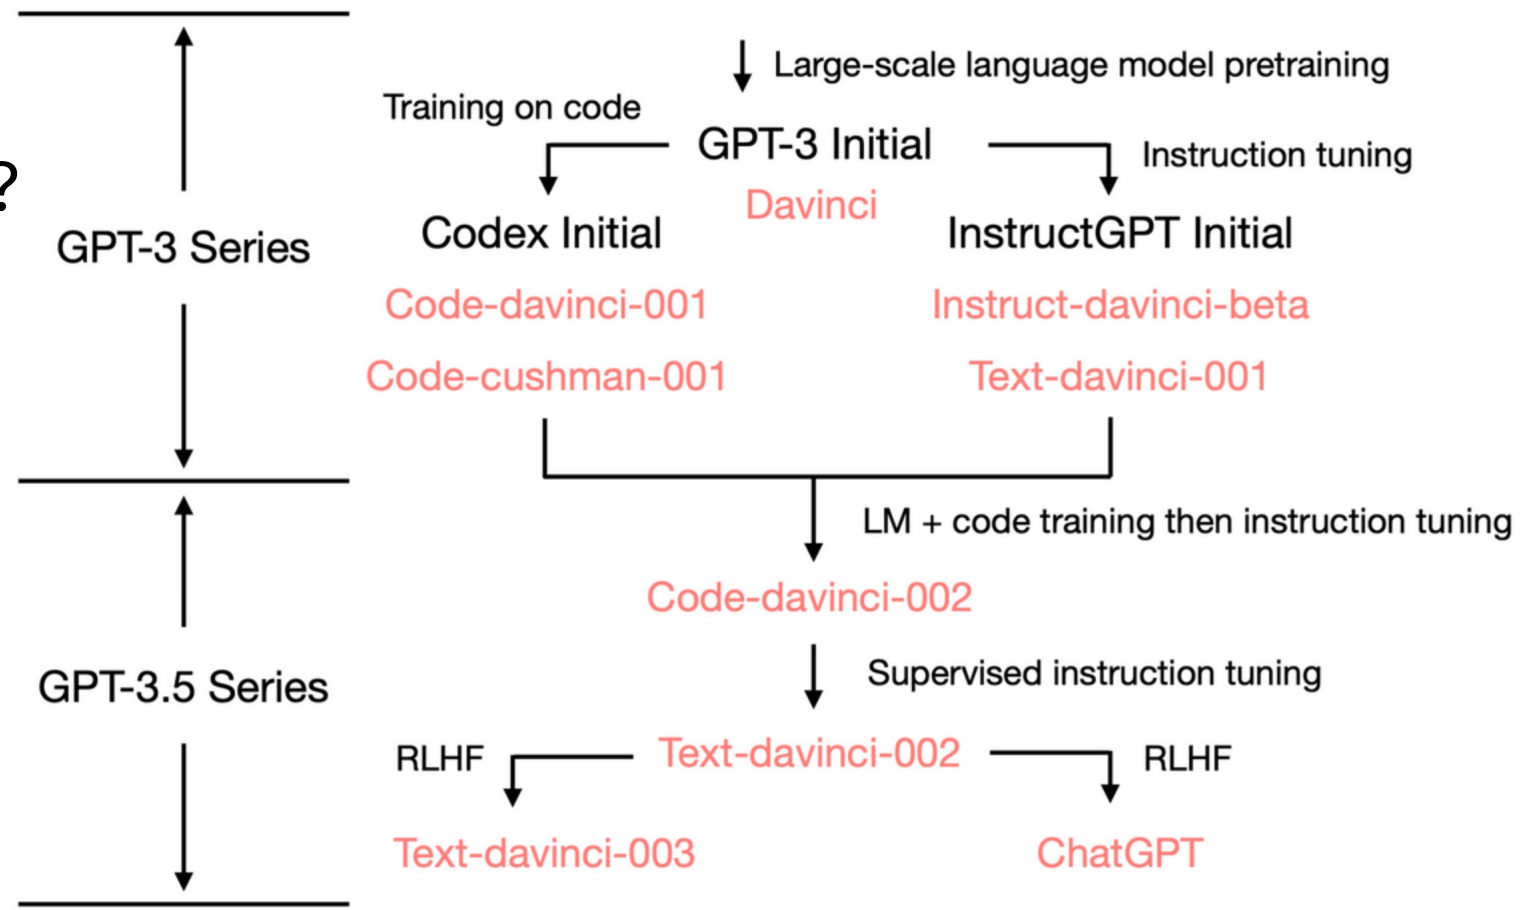 Large-scale language model pretraining
Training on code
GPT-3 Initial
Instruction tuning
?
Davinci
GPT-3 Series
Codex Initial
InstructGPT Initial
Code-davinci-001
Instruct-davinci-beta
Code-cushman-001
Text-davinci-001
LM + code training then instruction tuning
Code-davinci-002
Supervised instruction tuning
GPT-3.5 Series
RLHF
Text-davinci-002
RLHF
Text-davinci-003
ChatGPT